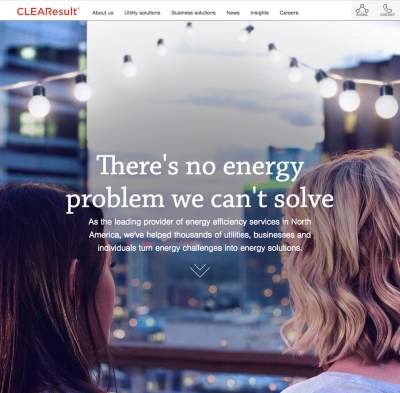 CLEAResult®
About us
Utility solutions
Business solutions
News
Insights
Careers
SOCIAL
CONTACT
There's no energy
problem we can't solve
As the leading provider of energy efficiency services in North
America, we've helped thousands of utilities, businesses and
individuals turn energy challenges into energy solutions.